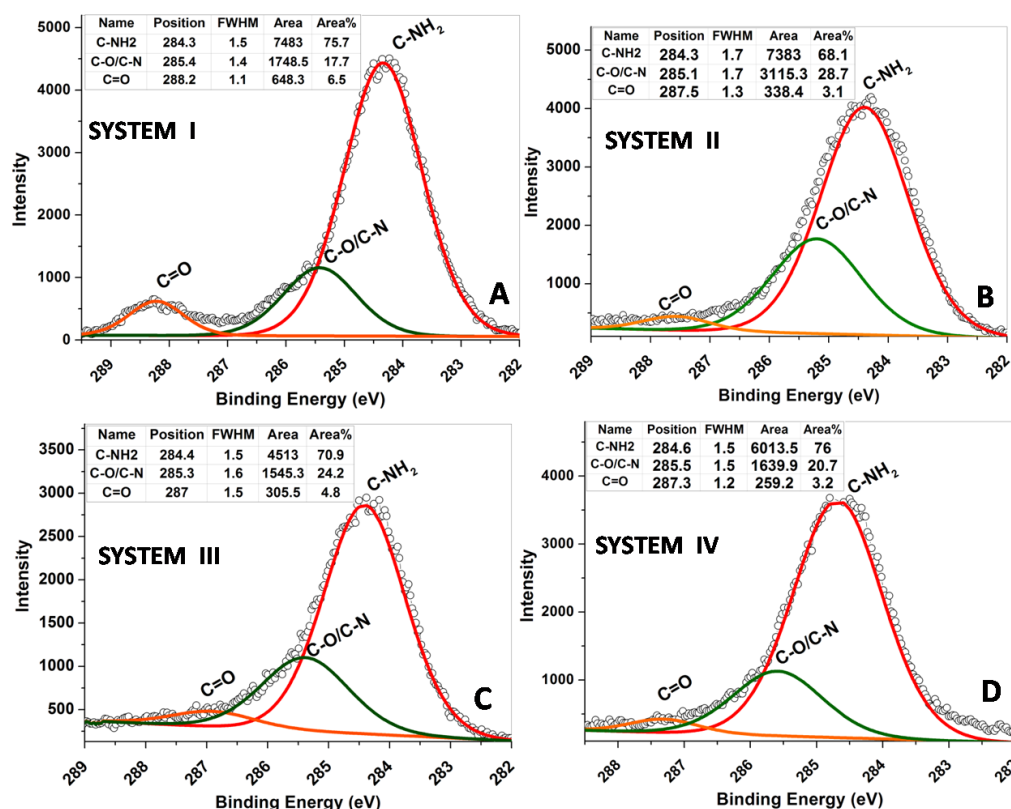 Name Position FWHM Area Area%
C-NH2 284.3 1.5 7483 75.7
C-O/C-N 285.4 1.4 1748.5 17.7
C=O 288.2 1.1 648.3 6.5
SYSTEM I
C-NH₂
C-O/C-N
C=O
A
Intensity
5000
4000
3000
2000
1000
0
289 288 287 286 285 284 283 282
Binding Energy (eV)
Name Position FWHM Area Area%
C-NH2 284.3 1.7 7383 68.1
C-O/C-N 285.1 1.7 3115.3 28.7
C=O 287.5 1.3 338.4 3.1
SYSTEM II
C-NH₂
C-O/C-N
C=O
B
Intensity
5000
4000
3000
2000
1000
289 288 287 286 285 284 283 282
Binding Energy (eV)
Name Position FWHM Area Area%
C-NH2 284.4 1.5 4513 70.9
C-O/C-N 285.3 1.6 1545.3 24.2
C=O 287 1.5 305.5 4.8
SYSTEM III
C-NH₂
C-O/C-N
C=O
C
Intensity
3500
3000
2500
2000
1500
1000
500
289 288 287 286 285 284 283 282
Binding Energy (eV)
Name Position FWHM Area Area%
C-NH2 284.6 1.5 6013.5 76
C-O/C-N 285.5 1.5 1639.9 20.7
C=O 287.3 1.2 259.2 3.2
SYSTEM IV
C-NH₂
C-O/C-N
C=O
D
Intensity
4000
3000
2000
1000
288 287 286 285 284 283 282
Binding Energy (eV)